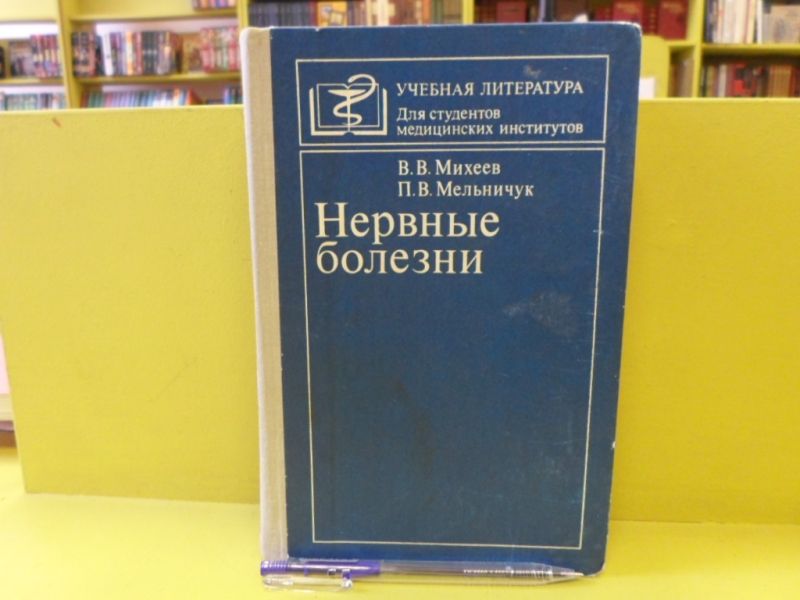 УЧЕБНАЯ ЛИТЕРАТУРА
Для студентов
медицинских институтов
В. В. Михеев
П. В. Мельничук
Нервные
болезни